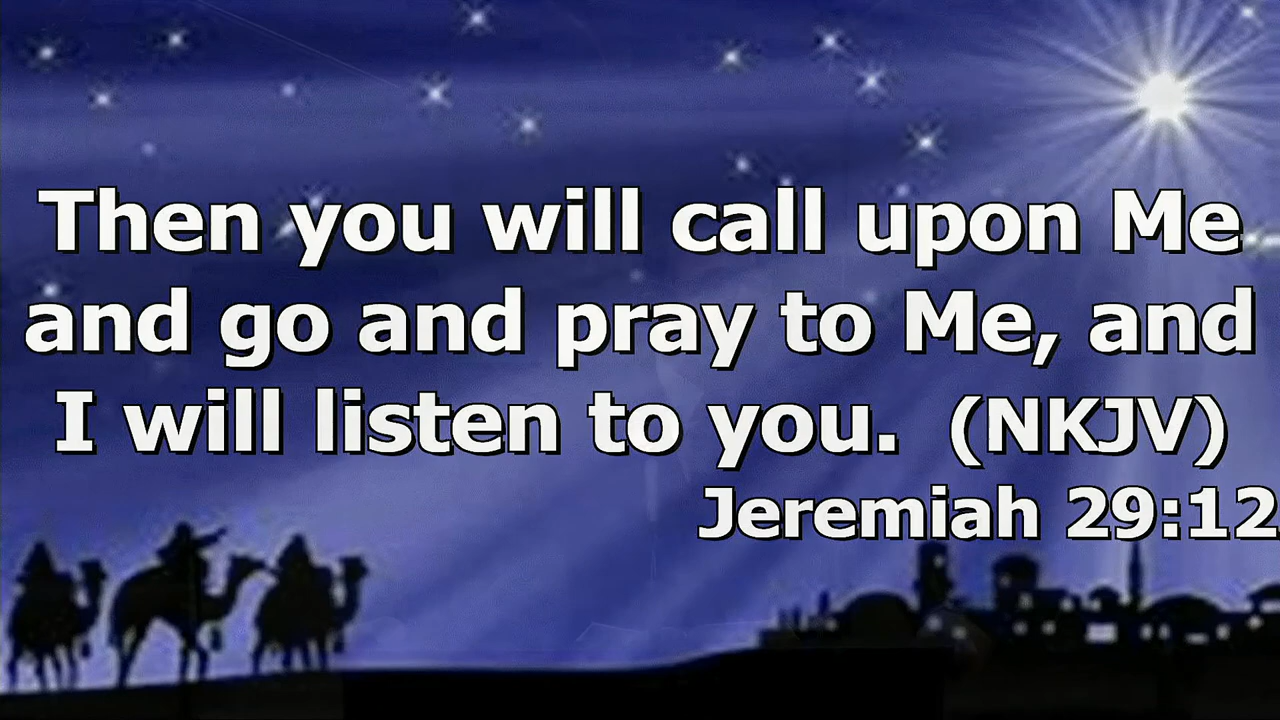 Then you will call upon Me
and go and pray to Me, and
I will listen to you.  (NKJV)
Jeremiah 29:12